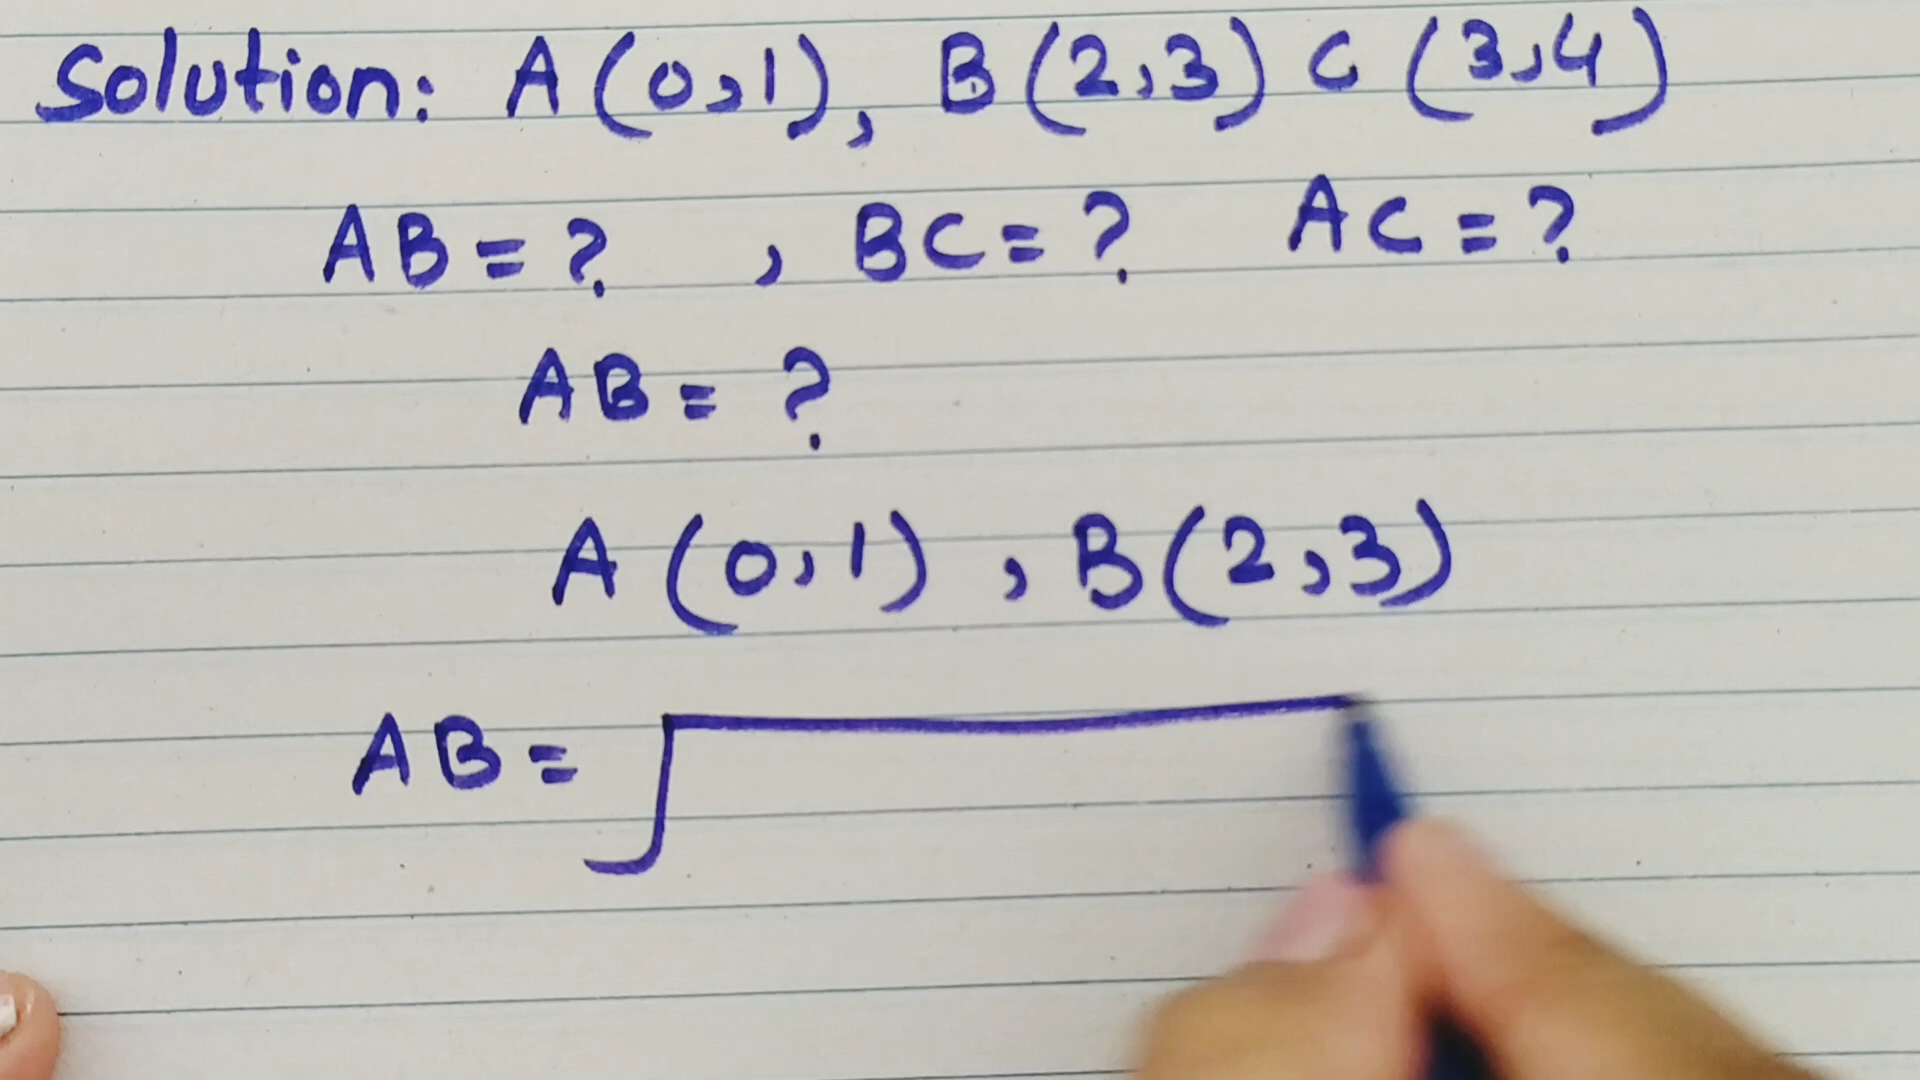 Solution: A (0,1), B (2,3) C (3,4)
AB = ? , BC = ? AC = ?
AB = ?
A (0,1) , B (2,3)
AB = √